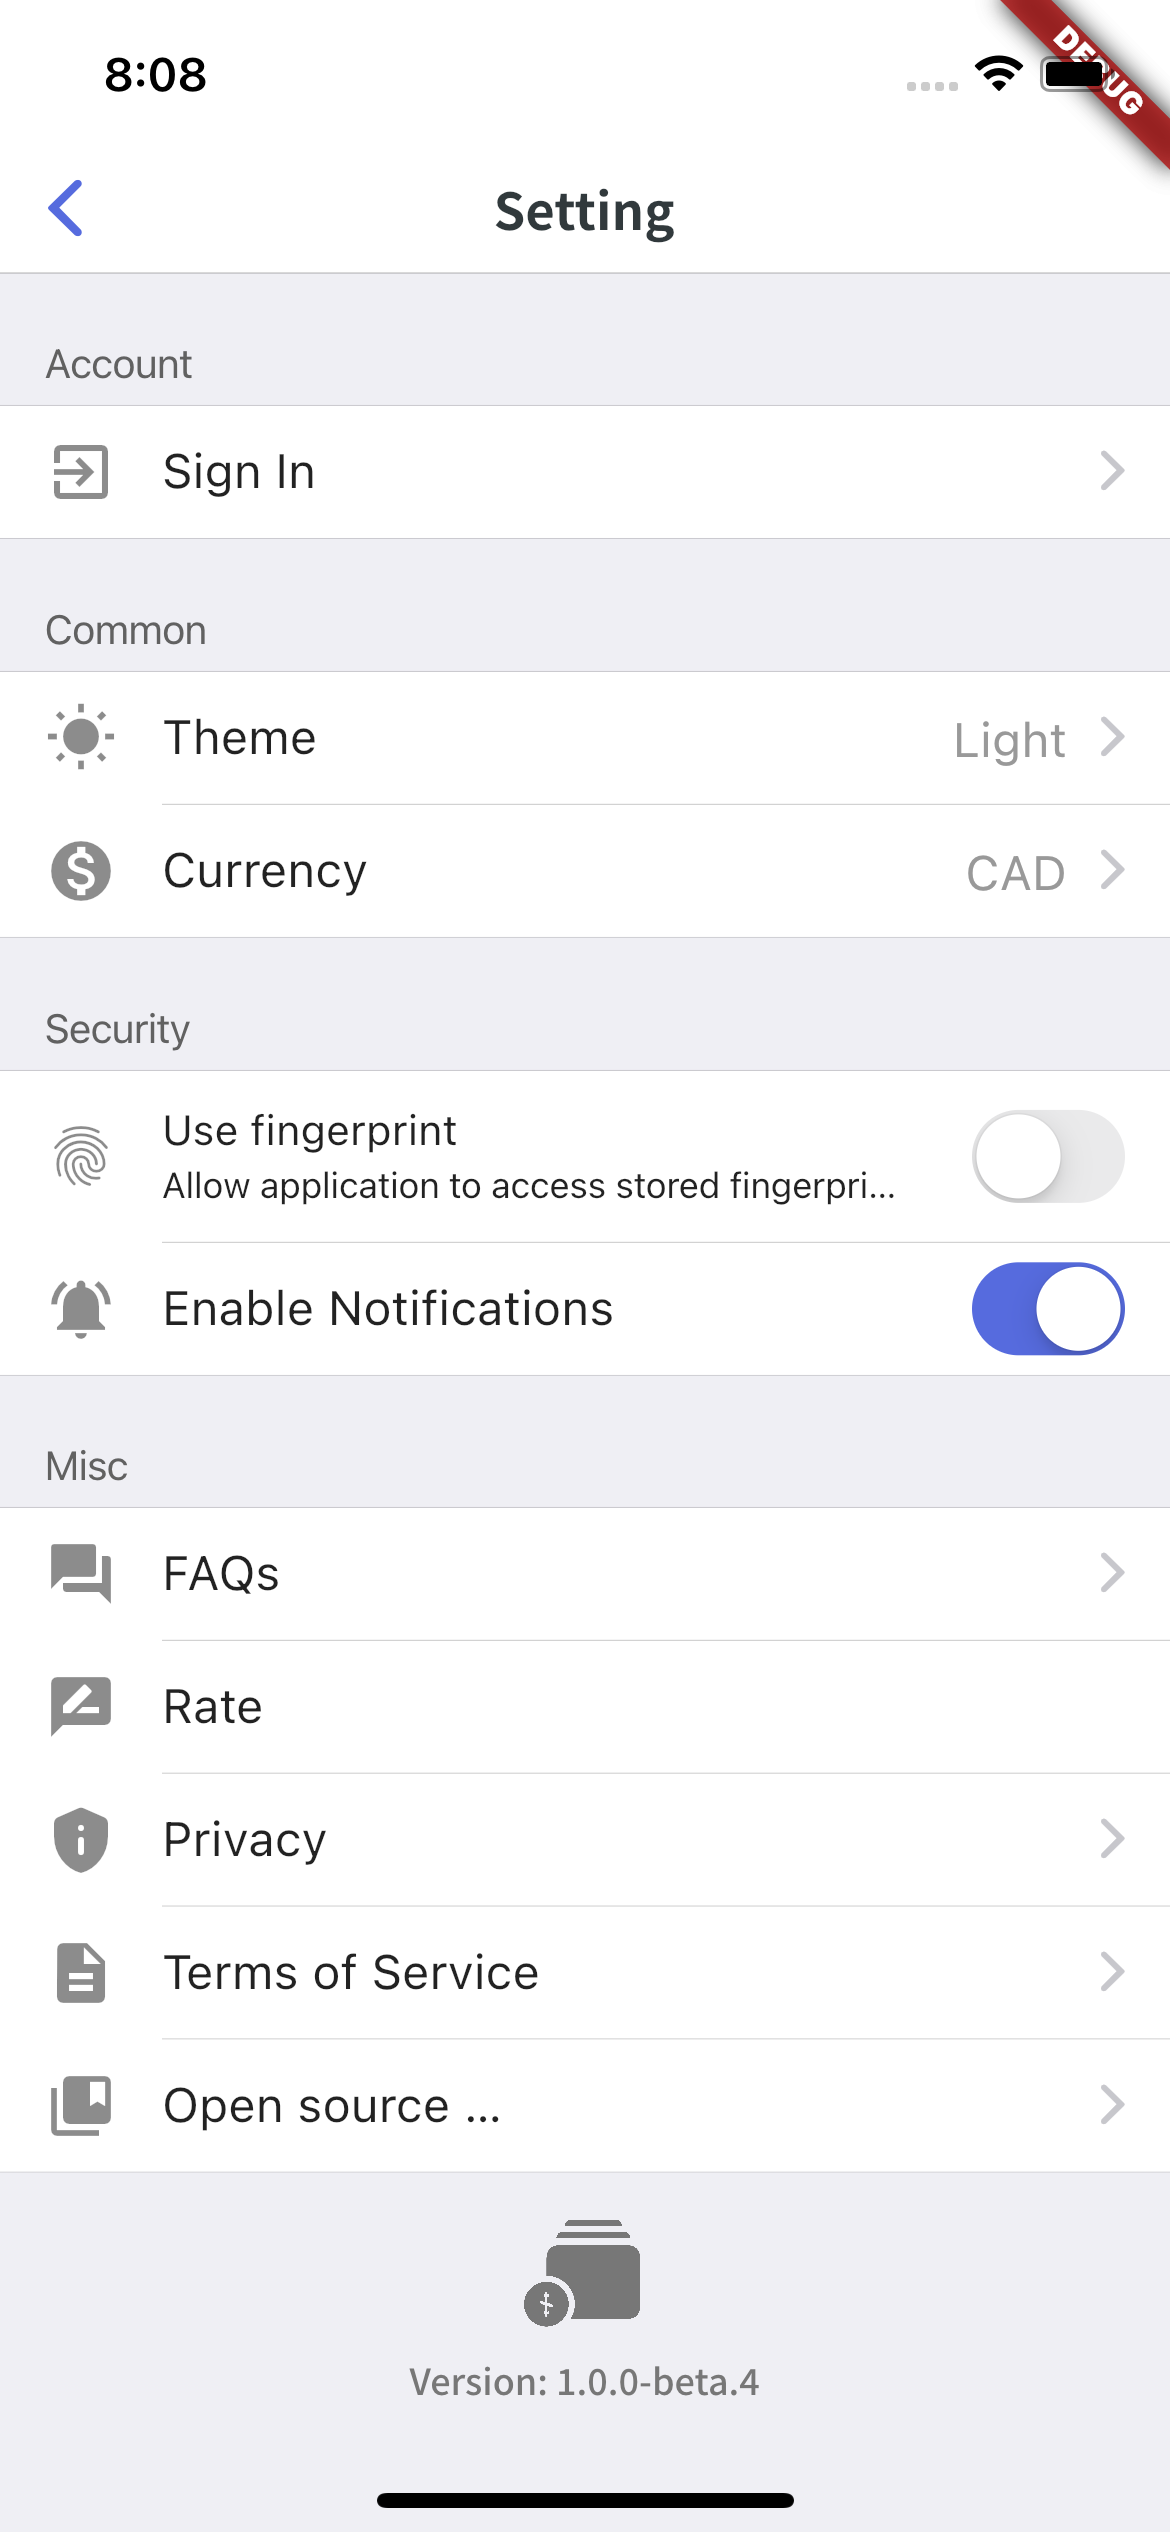 8:08
DEBUG
Setting
Account
Sign In
Common
Theme
Light
Currency
CAD
Security
Use fingerprint
Allow application to access stored fingerpri...
Enable Notifications
Misc
FAQs
Rate
Privacy
Terms of Service
Open source ...
Version: 1.0.0-beta.4